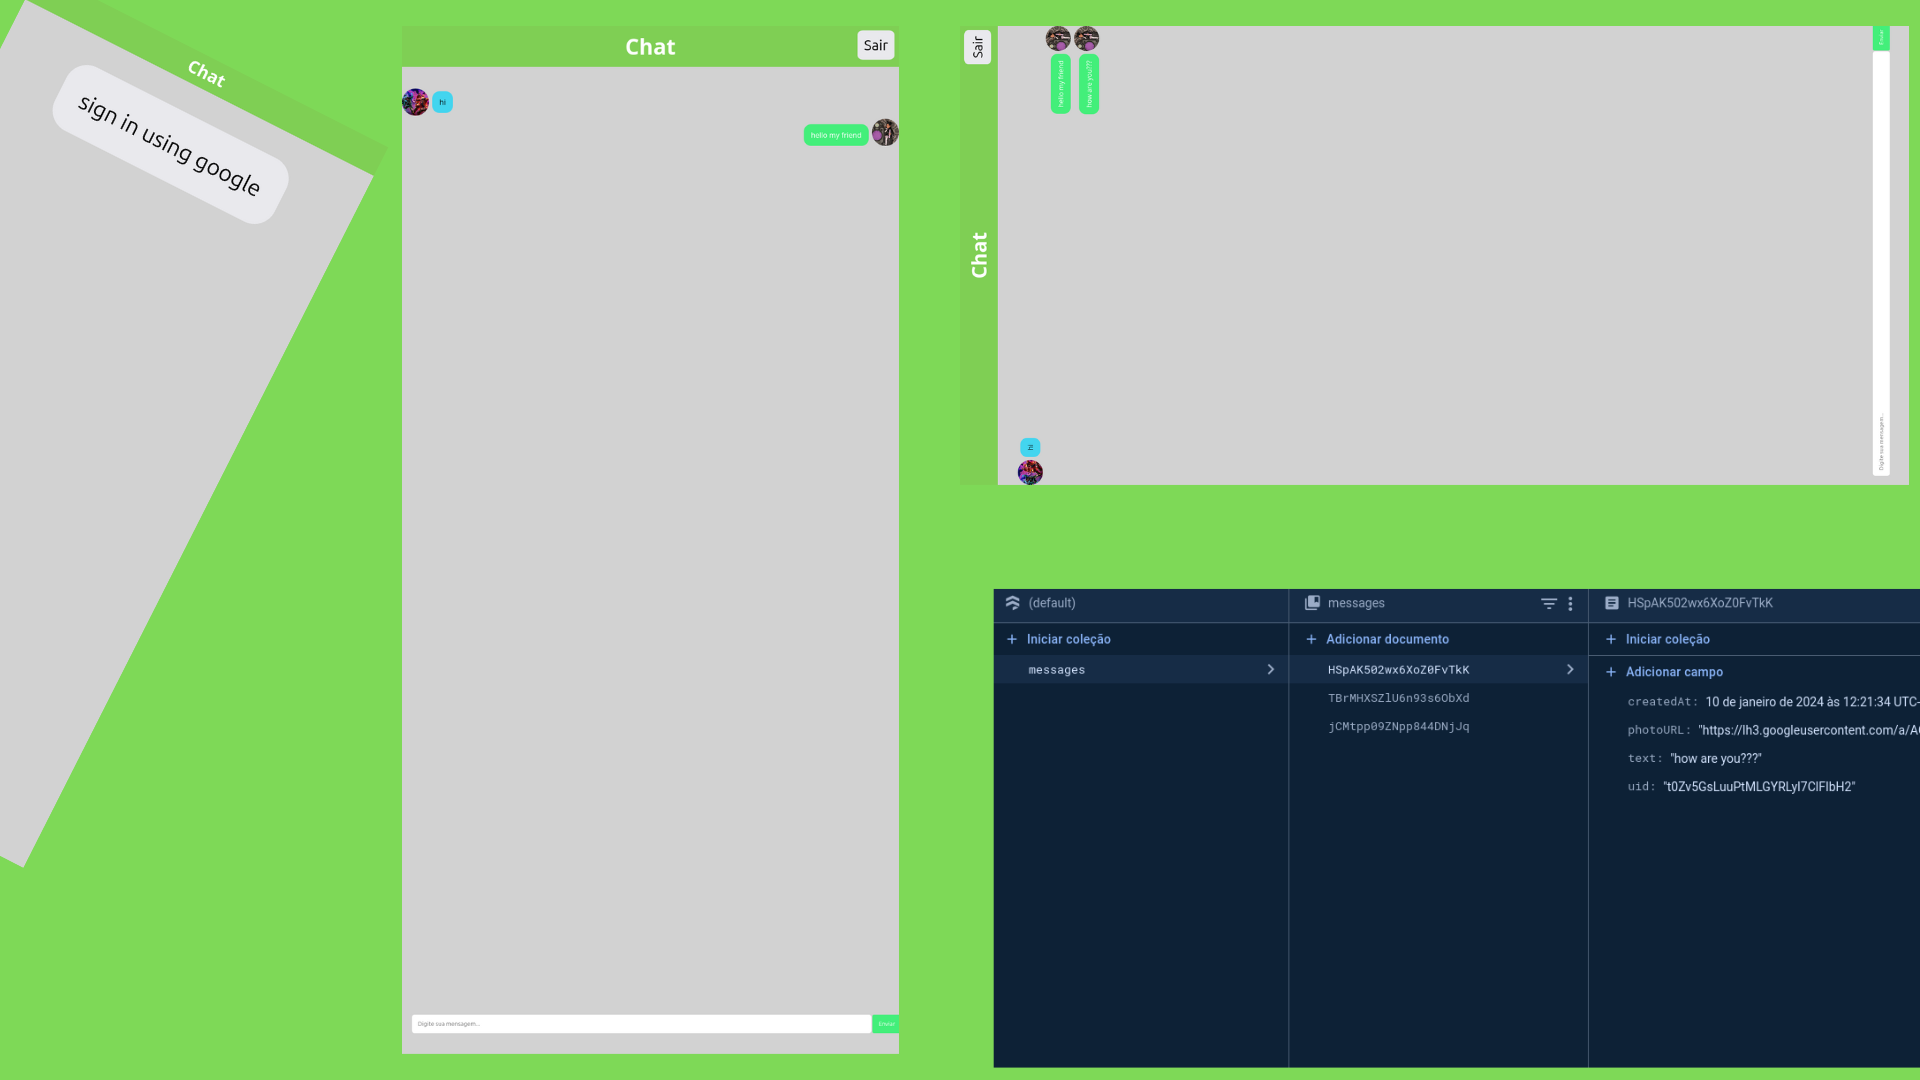 Chat
sign in using google
Chat
Sair
hi
hello my friend
Digite sua mensagem...
Enviar
Sair
Chat
hello my friend
how are you???
hi
Digite sua mensagem...
Enviar
(default)
messages
HSpAK502wx6XoZ0FvTkK
+ Iniciar coleção
+ Adicionar documento
+ Iniciar coleção
messages
HSpAK502wx6XoZ0FvTkK
TBrMHXSZlU6n93s6ObXd
jCMtpp09ZNpp844DNjJq
+ Adicionar campo
createdAt: 10 de janeiro de 2024 às 12:21:34 UTC-
photoURL: "https://lh3.googleusercontent.com/a/A
text: "how are you???"
uid: "t0Zv5GsLuuPtMLGYRLyI7ClFIbH2"